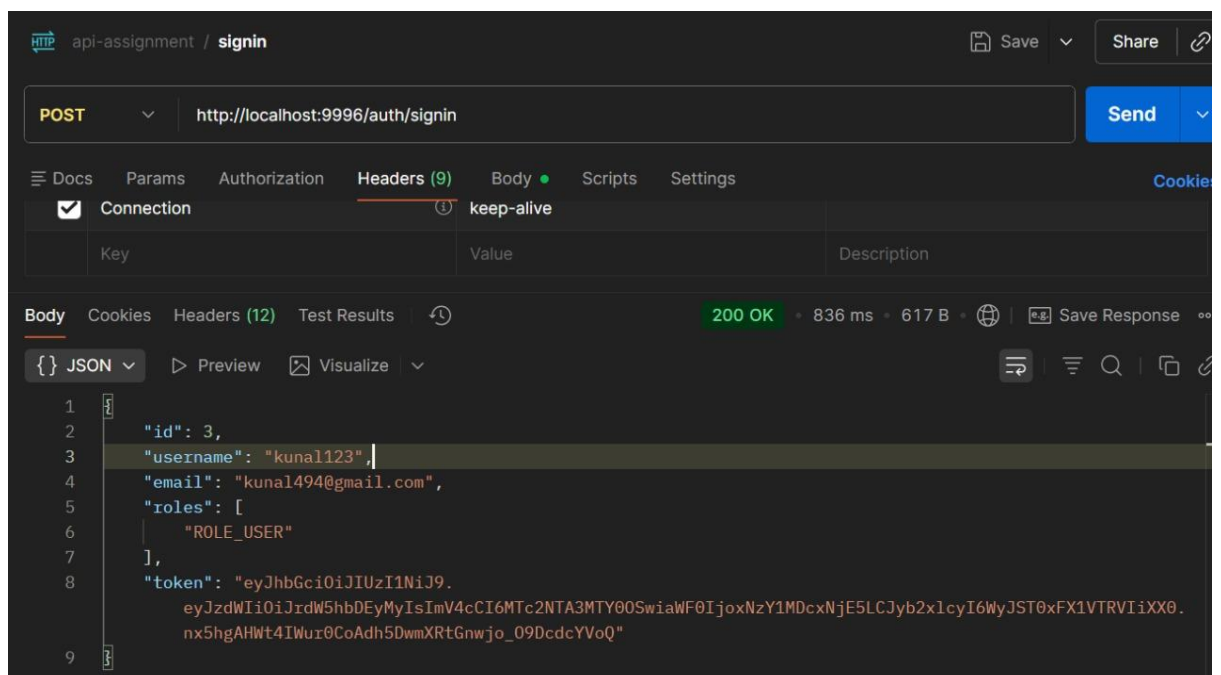 HTTP api-assignment / signin Save Share
POST http://localhost:9996/auth/signin Send
Docs Params Authorization Headers (9) Body Scripts Settings Cookies
Connection keep-alive
Key Value Description
Body Cookies Headers (12) Test Results 200 OK 836 ms 617 B e.g. Save Response
{} JSON Preview Visualize
1 {
2 "id": 3,
3 "username": "kunal123",
4 "email": "kunal494@gmail.com",
5 "roles": [
6 "ROLE_USER"
7 ],
8 "token": "eyJhbGciOiJIUzI1NiJ9.
eyJzdWIiOiJrdW5hbDEyMyIsImV4cCI6MTc2NTA3MTY0OSwiaWF0IjoxNzY1MDcxNjE5LCJyb2xlcyI6WyJST0xFX1VTRVIiXX0.
nx5hgAHWt4IWur0CoAdh5DwmXRtGnwjo_O9DcdcYVoQ"
9 }